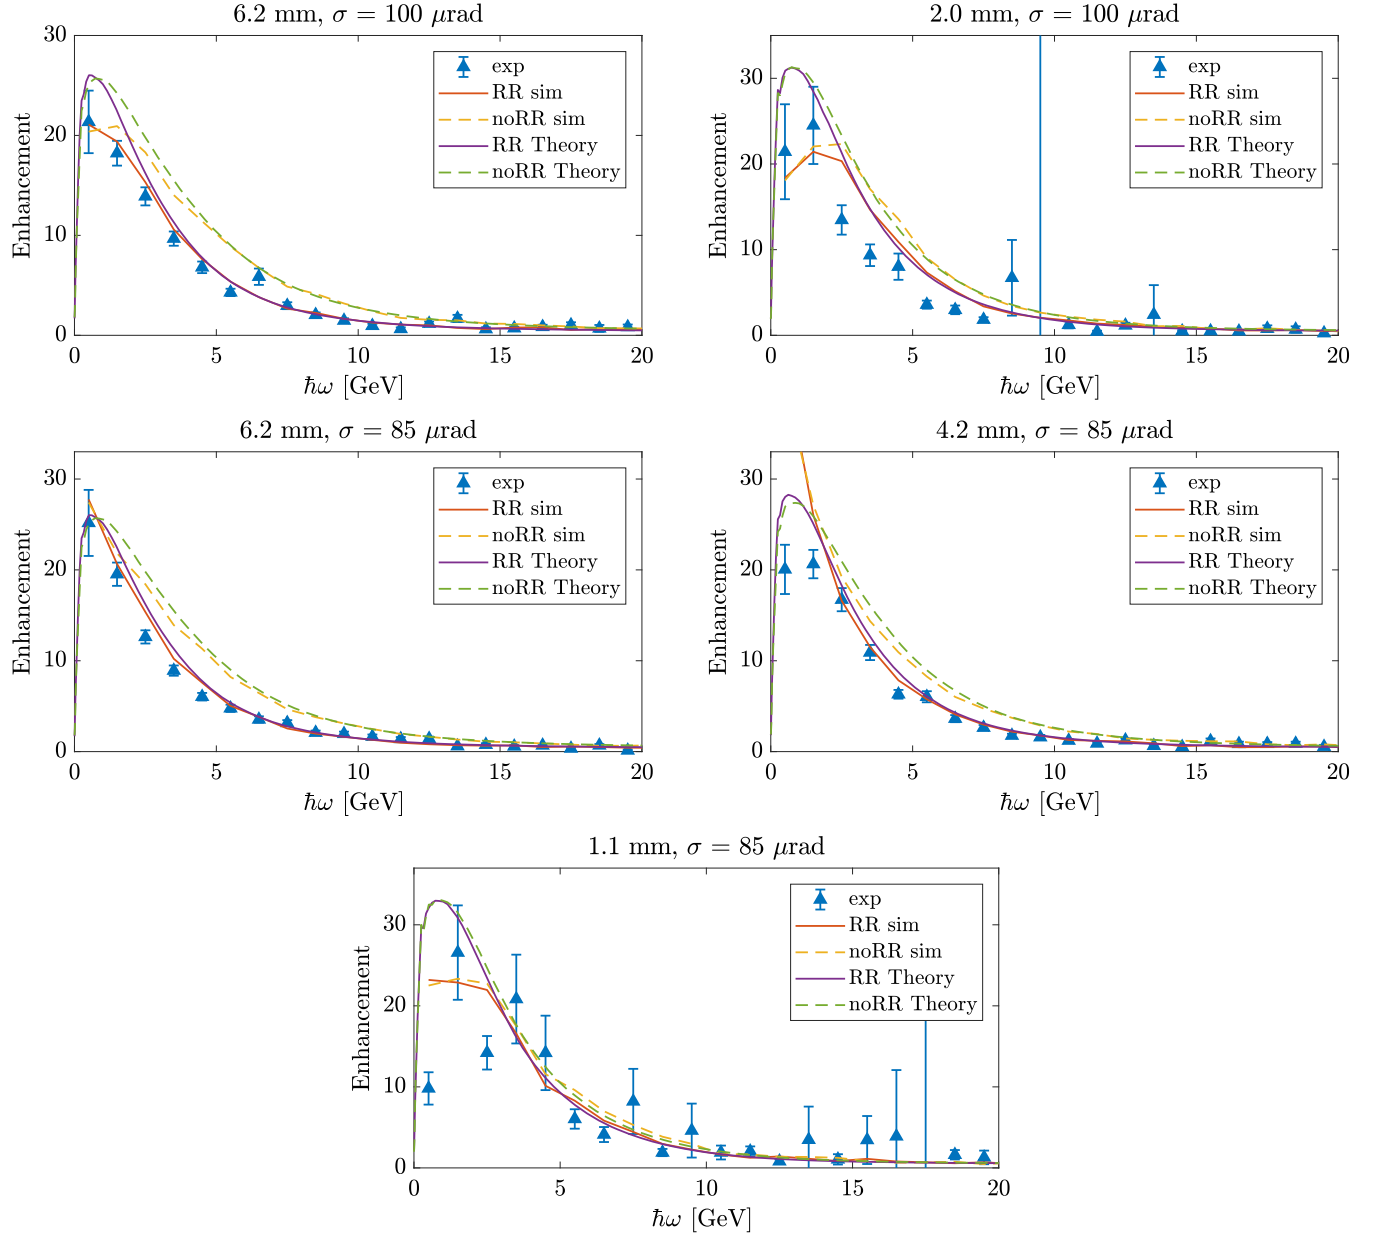 6.2 mm, σ = 100 μrad
30
20
10
0
Enhancement
exp
RR sim
noRR sim
RR Theory
noRR Theory
0 5 10 15 20
ħω [GeV]
2.0 mm, σ = 100 μrad
30
20
10
0
Enhancement
exp
RR sim
noRR sim
RR Theory
noRR Theory
0 5 10 15 20
ħω [GeV]
6.2 mm, σ = 85 μrad
30
20
10
0
Enhancement
exp
RR sim
noRR sim
RR Theory
noRR Theory
0 5 10 15 20
ħω [GeV]
4.2 mm, σ = 85 μrad
30
20
10
0
Enhancement
exp
RR sim
noRR sim
RR Theory
noRR Theory
0 5 10 15 20
ħω [GeV]
1.1 mm, σ = 85 μrad
30
20
10
0
Enhancement
exp
RR sim
noRR sim
RR Theory
noRR Theory
0 5 10 15 20
ħω [GeV]